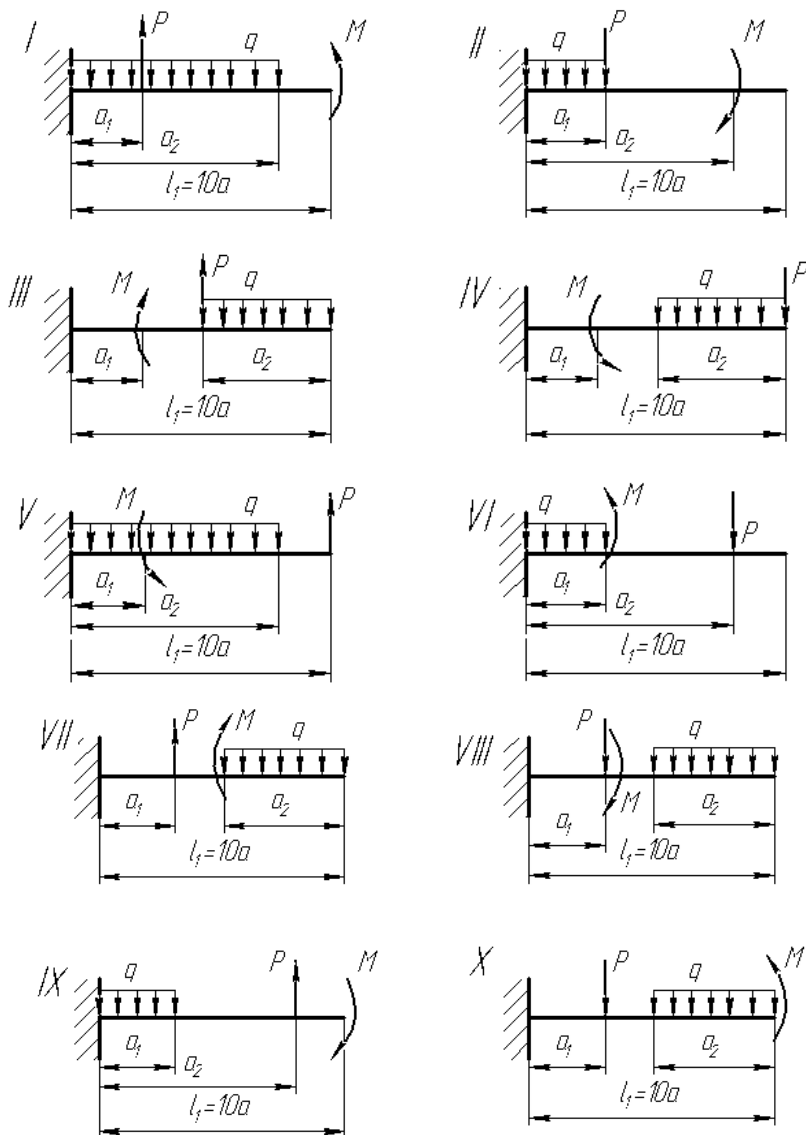 I P q M
a₁
a₂
l₁=10a
II q P M
a₁
a₂
l₁=10a
III M P q
a₁ a₂
l₁=10a
IV M q P
a₁ a₂
l₁=10a
V M q P
a₁
a₂
l₁=10a
VI q M P
a₁
a₂
l₁=10a
VII P M q
a₁ a₂
l₁=10a
VIII P M q
a₁ a₂
l₁=10a
IX q P M
a₁
a₂
l₁=10a
X P q M
a₁ a₂
l₁=10a